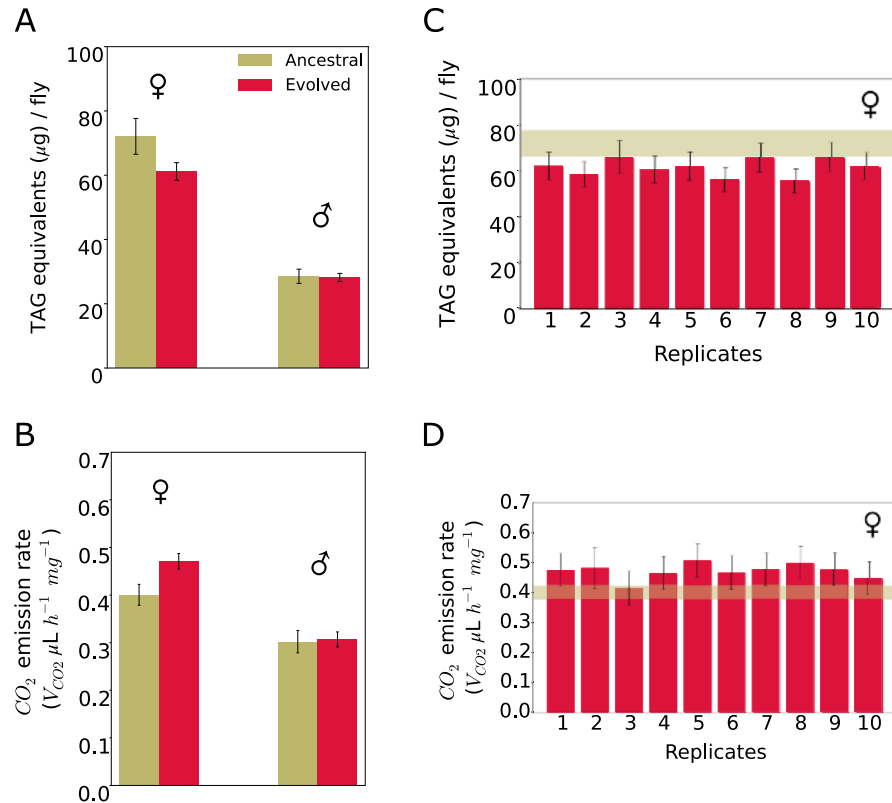 A
TAG equivalents (μg) / fly
100
80
60
40
20
0
♀
♂
Ancestral
Evolved
C
TAG equivalents (μg) / fly
100
80
60
40
20
0
♀
1 2 3 4 5 6 7 8 9 10
Replicates
B
CO₂ emission rate
(V_CO2 μL h⁻¹ mg⁻¹)
0.7
0.6
0.5
0.4
0.3
0.2
0.1
0.0
♀
♂
D
CO₂ emission rate
(V_CO2 μL h⁻¹ mg⁻¹)
0.7
0.6
0.5
0.4
0.3
0.2
0.1
0.0
♀
1 2 3 4 5 6 7 8 9 10
Replicates